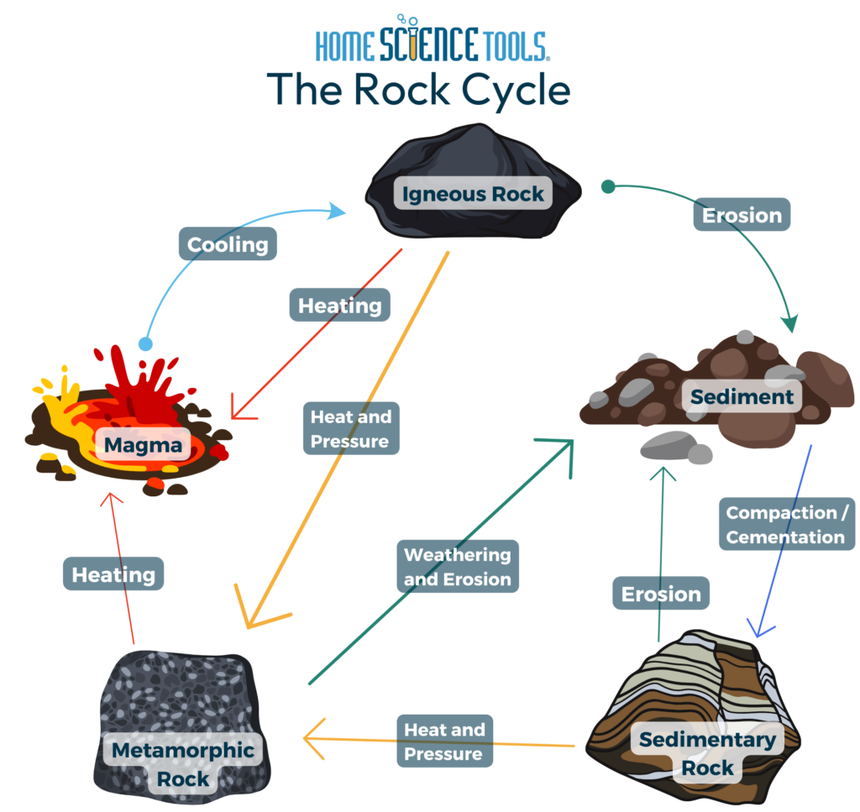 HOME SCIENCE TOOLS®
The Rock Cycle
Igneous Rock
Erosion
Cooling
Heating
Sediment
Heat and
Pressure
Magma
Compaction /
Cementation
Weathering
and Erosion
Heating
Erosion
Heat and
Pressure
Sedimentary
Rock
Metamorphic
Rock